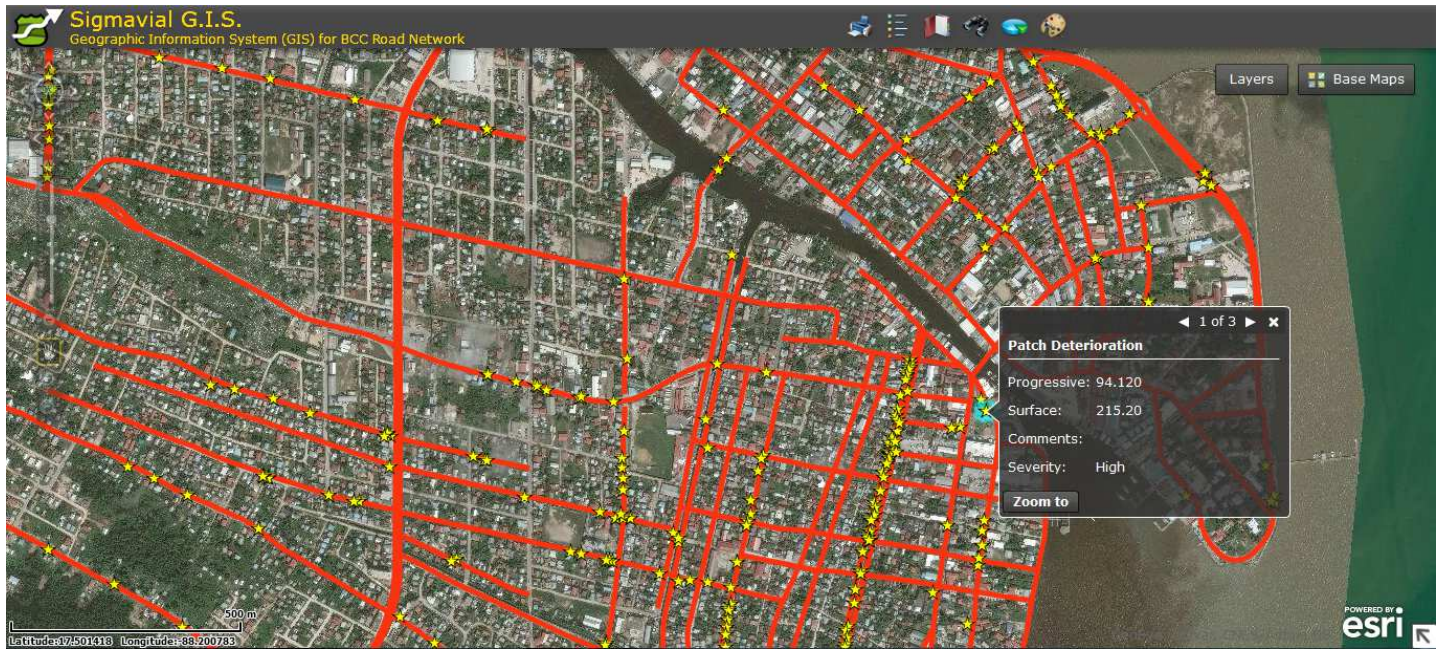 Sigmavial G.I.S.
Geographic Information System (GIS) for BCC Road Network
Layers
Base Maps
1 of 3
Patch Deterioration
Progressive: 94.120
Surface: 215.20
Comments:
Severity: High
Zoom to
500 m
Latitude:17.501418 Longitude:-88.200783
POWERED BY
esri